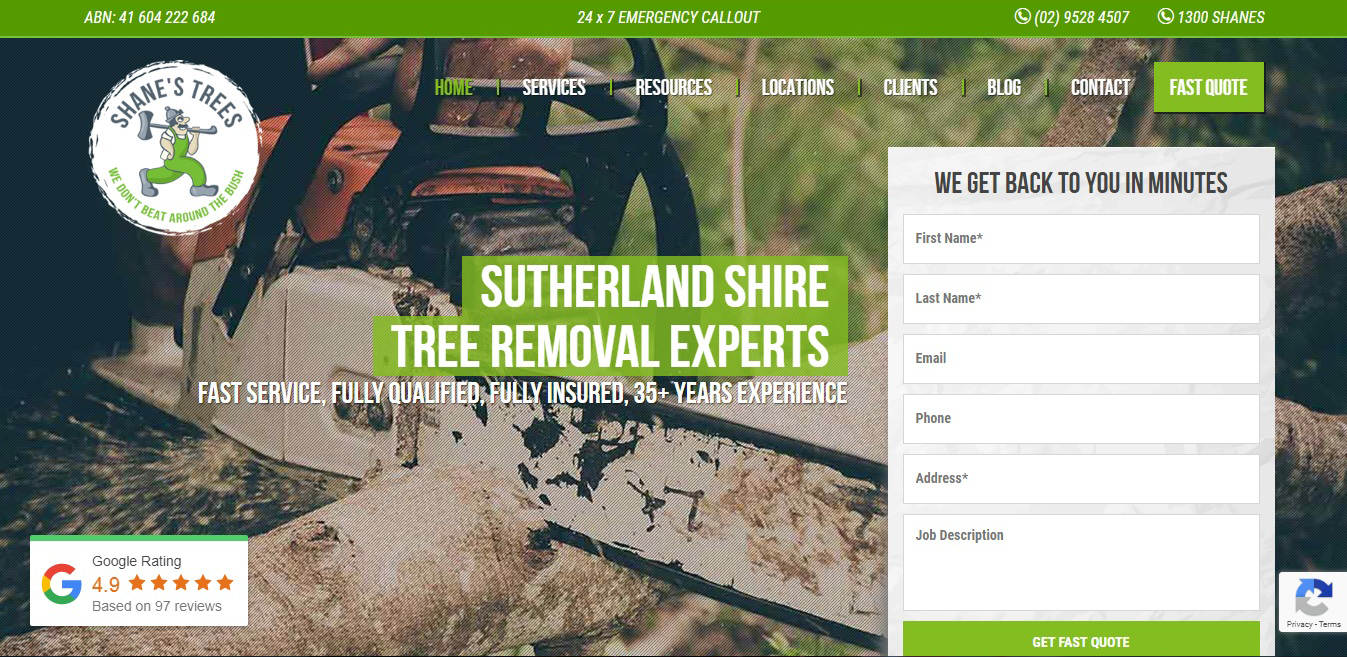 ABN: 41 604 222 684
24 x 7 EMERGENCY CALLOUT
(02) 9528 4507
1300 SHANES
SHANE'S TREES
WE DON'T BEAT AROUND THE BUSH
HOME
SERVICES
RESOURCES
LOCATIONS
CLIENTS
BLOG
CONTACT
FAST QUOTE
SUTHERLAND SHIRE
TREE REMOVAL EXPERTS
FAST SERVICE, FULLY QUALIFIED, FULLY INSURED, 35+ YEARS EXPERIENCE
WE GET BACK TO YOU IN MINUTES
First Name*
Last Name*
Email
Phone
Address*
Job Description
GET FAST QUOTE
Google Rating
4.9
Based on 97 reviews
Privacy - Terms